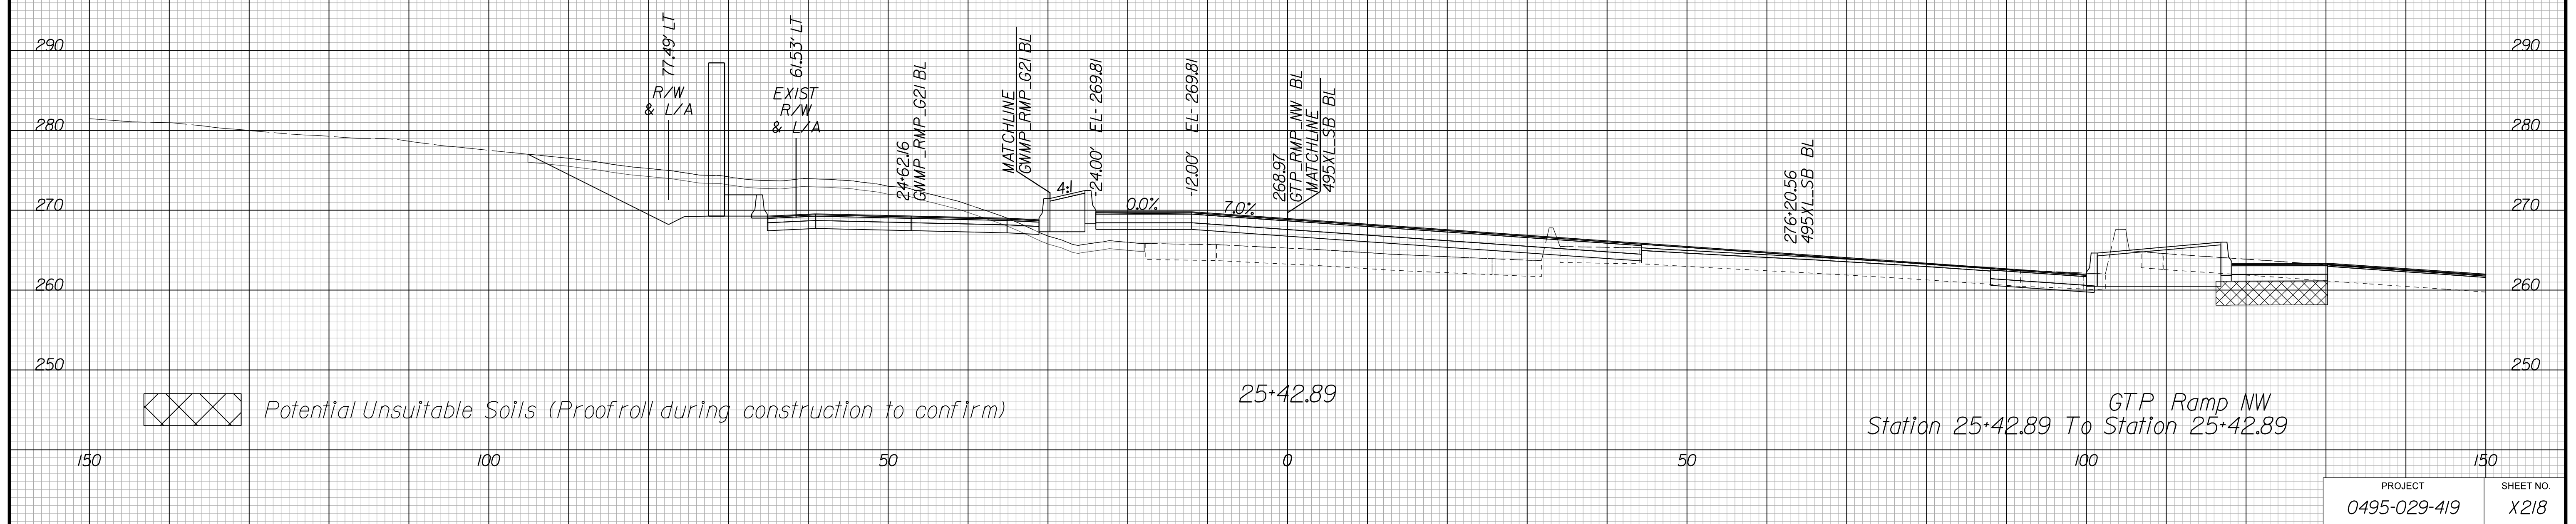 290
280
270
260
250
77.49' LT
R/W
& L/A
61.53' LT
EXIST
R/W
& L/A
24+62.16
GWMP_RMP_G21 BL
MATCHLINE
GWMP_RMP_G21 BL
4:1
-24.00' EL- 269.81
0.0%
-12.00' EL- 269.81
7.0%
268.97
GTP_RMP_NW BL
MATCHLINE
495XL_SB BL
276+20.56
495XL_SB BL
290
280
270
260
250
Potential Unsuitable Soils (Proofroll during construction to confirm)
25+42.89
GTP Ramp NW
Station 25+42.89 To Station 25+42.89
150 100 50 0 50 100 150
PROJECT
0495-029-419
SHEET NO.
X218